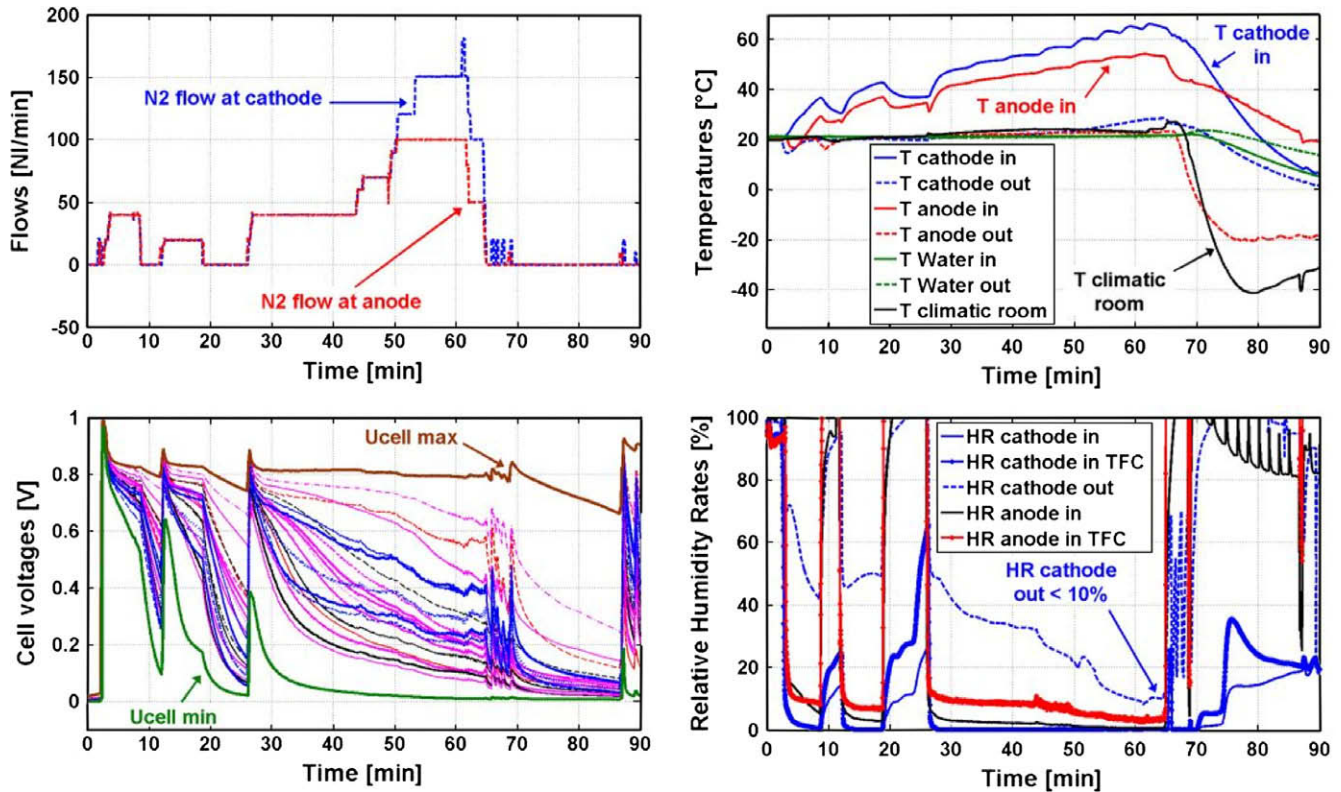 200
150
100
50
0
-50
Flows [Nl/min]
N2 flow at cathode
N2 flow at anode
0 10 20 30 40 50 60 70 80 90
Time [min]
60
40
20
0
-20
-40
Temperatures [°C]
T cathode
in
T anode in
T cathode in
T cathode out
T anode in
T anode out
T Water in
T Water out
T climatic room
T climatic
room
0 10 20 30 40 50 60 70 80 90
Time [min]
1
0.8
0.6
0.4
0.2
0
Cell voltages [V]
Ucell max
Ucell min
0 10 20 30 40 50 60 70 80 90
Time [min]
100
80
60
40
20
0
Relative Humidity Rates [%]
HR cathode in
HR cathode in TFC
HR cathode out
HR anode in
HR anode in TFC
HR cathode
out < 10%
0 10 20 30 40 50 60 70 80 90
Time [min]